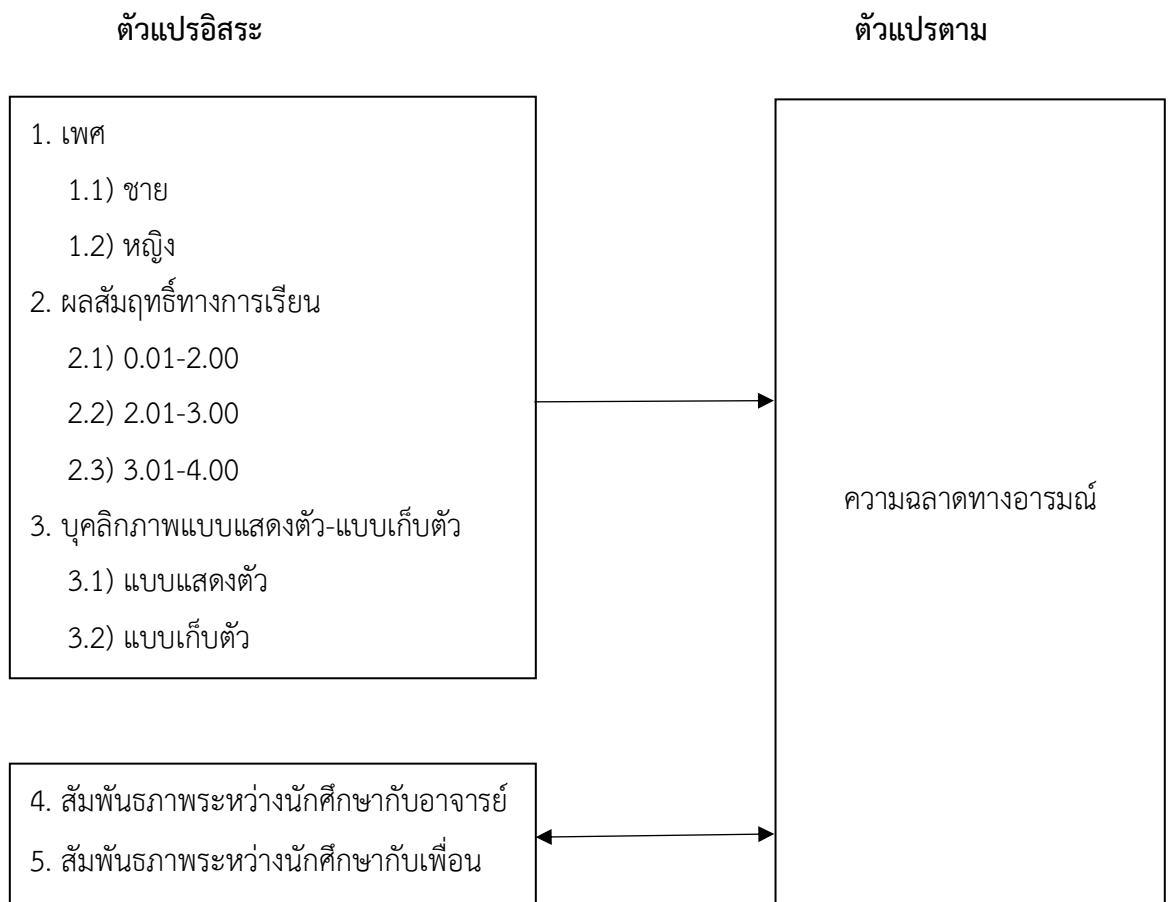 ตัวแปรอิสระ
ตัวแปรตาม
1. เพศ
1.1) ชาย
1.2) หญิง
2. ผลสัมฤทธิ์ทางการเรียน
2.1) 0.01-2.00
2.2) 2.01-3.00
2.3) 3.01-4.00
3. บุคลิกภาพแบบแสดงตัว-แบบเก็บตัว
3.1) แบบแสดงตัว
3.2) แบบเก็บตัว
4. สัมพันธภาพระหว่างนักศึกษากับอาจารย์
5. สัมพันธภาพระหว่างนักศึกษากับเพื่อน
ความฉลาดทางอารมณ์